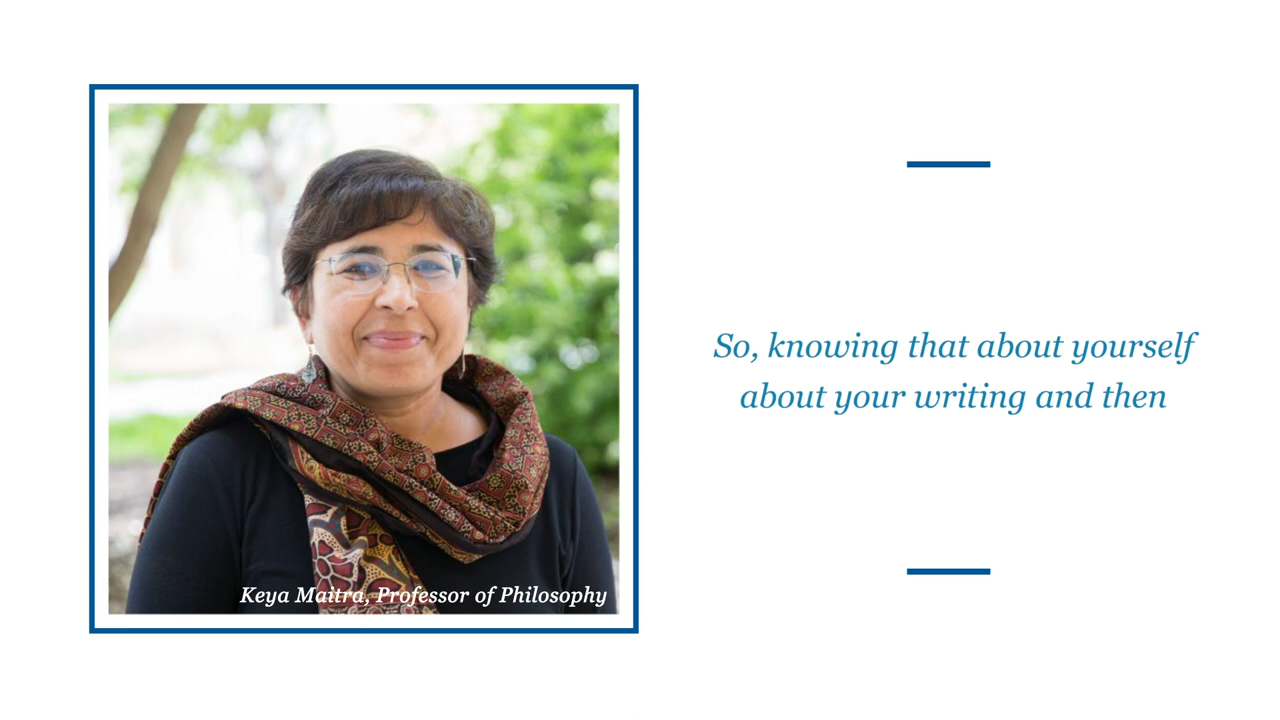 Keya Maitra, Professor of Philosophy
So, knowing that about yourself
about your writing and then